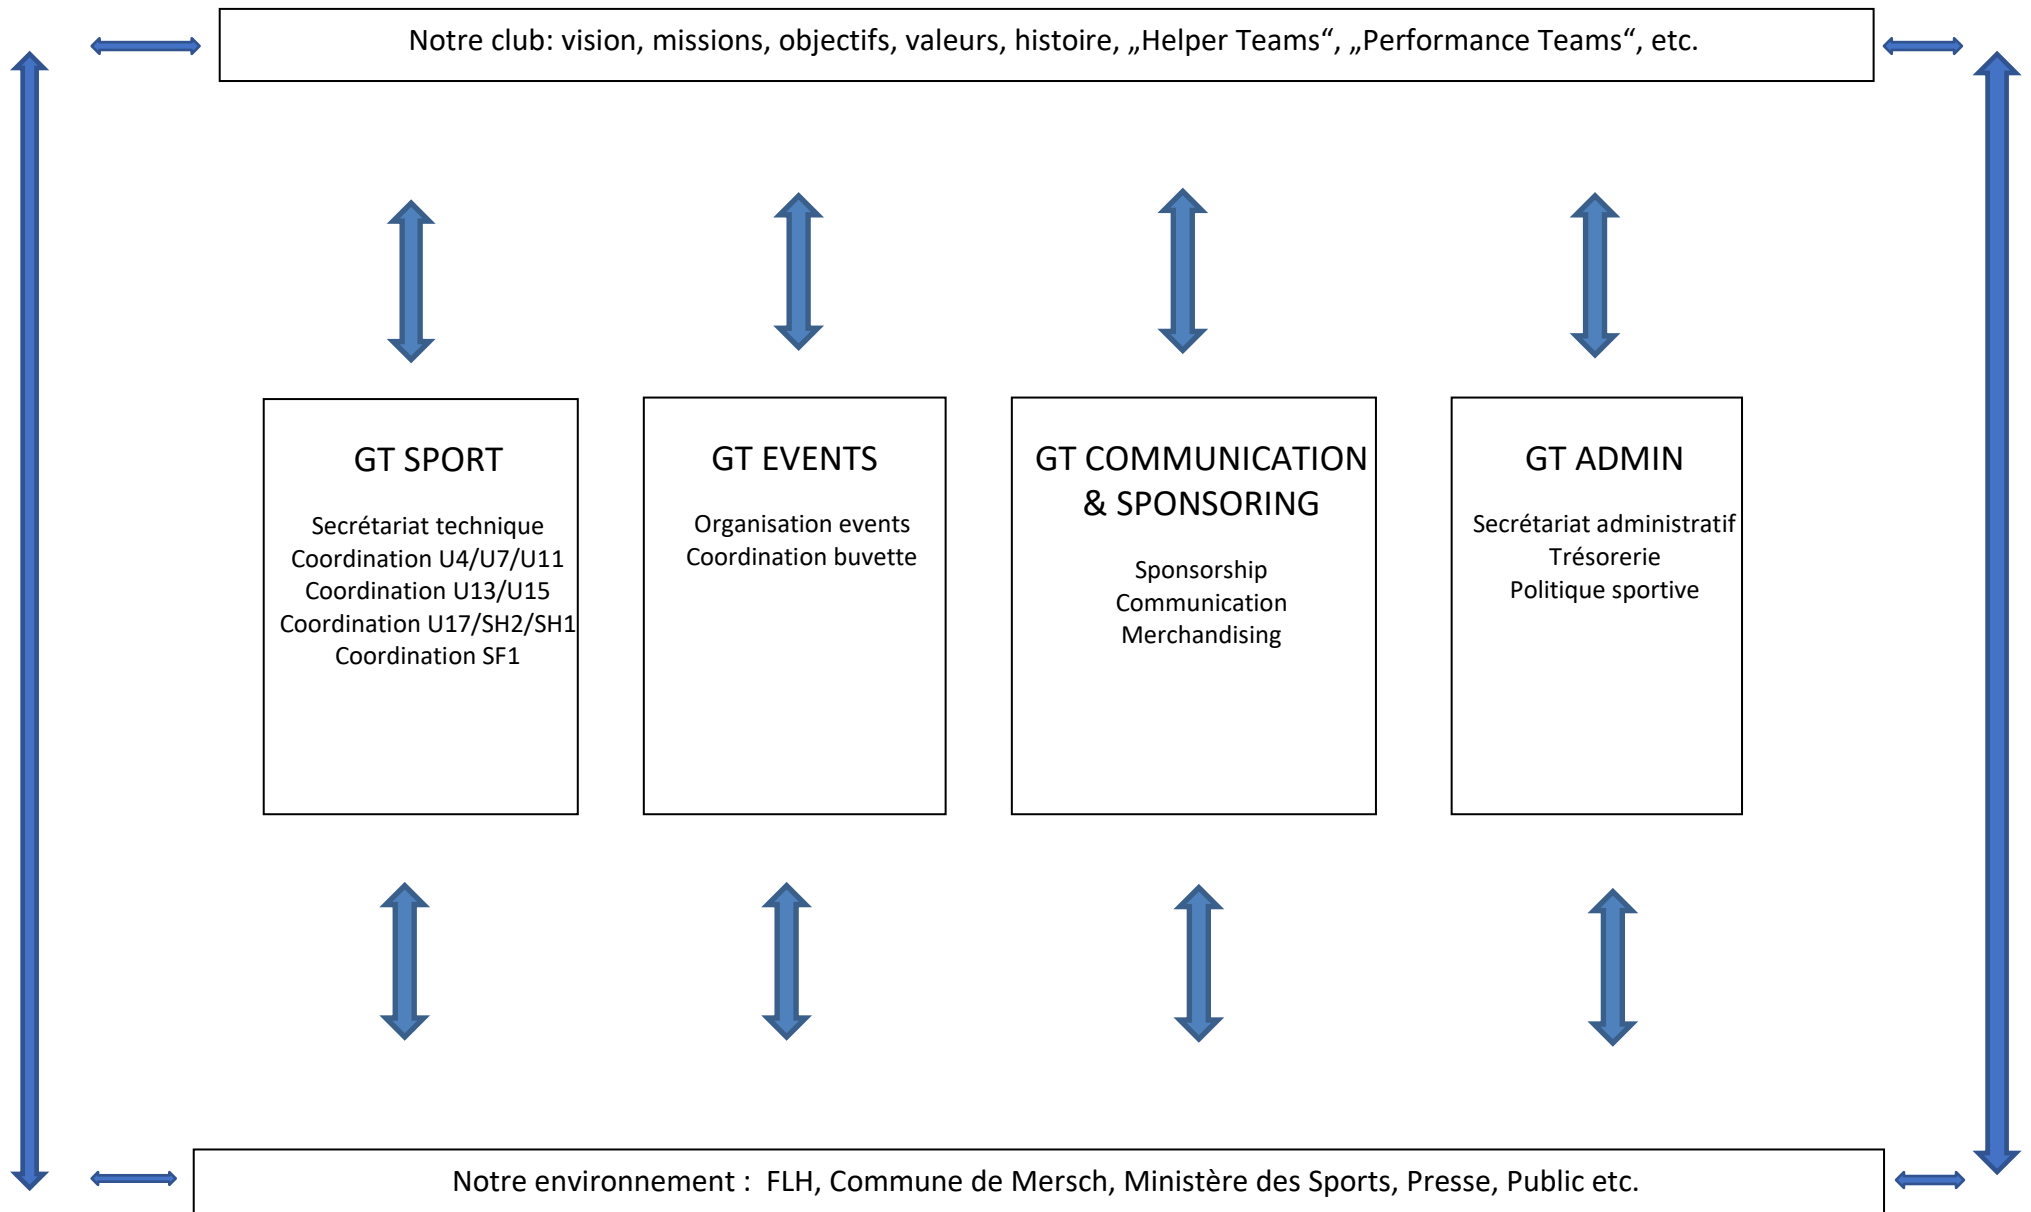 Notre club: vision, missions, objectifs, valeurs, histoire, „Helper Teams“, „Performance Teams“, etc.
GT SPORT
Secrétariat technique
Coordination U4/U7/U11
Coordination U13/U15
Coordination U17/SH2/SH1
Coordination SF1
GT EVENTS
Organisation events
Coordination buvette
GT COMMUNICATION
& SPONSORING
Sponsorship
Communication
Merchandising
GT ADMIN
Secrétariat administratif
Trésorerie
Politique sportive
Notre environnement :  FLH, Commune de Mersch, Ministère des Sports, Presse, Public etc.